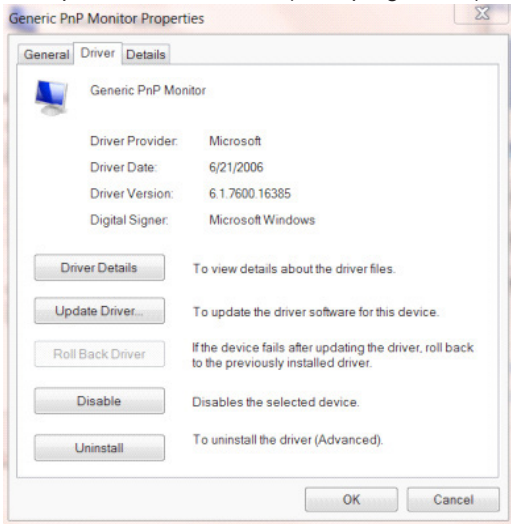 Generic PnP Monitor Properties
General Driver Details
Generic PnP Monitor
Driver Provider: Microsoft
Driver Date: 6/21/2006
Driver Version: 6.1.7600.16385
Digital Signer: Microsoft Windows
Driver Details To view details about the driver files.
Update Driver... To update the driver software for this device.
Roll Back Driver If the device fails after updating the driver, roll back
to the previously installed driver.
Disable Disables the selected device.
Uninstall To uninstall the driver (Advanced).
OK Cancel